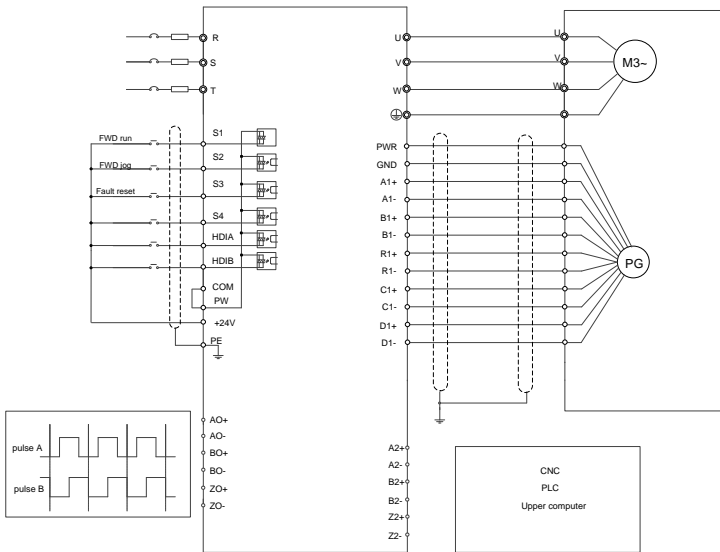 R
S
T
U
V
W
U
V
W
M3~
FWD run
FWD jog
Fault reset
S1
S2
S3
S4
HDIA
HDIB
COM
PW
+24V
PE
PWR
GND
A1+
A1-
B1+
B1-
R1+
R1-
C1+
C1-
D1+
D1-
PG
pulse A
pulse B
AO+
AO-
BO+
BO-
ZO+
ZO-
A2+
A2-
B2+
B2-
Z2+
Z2-
CNC
PLC
Upper computer